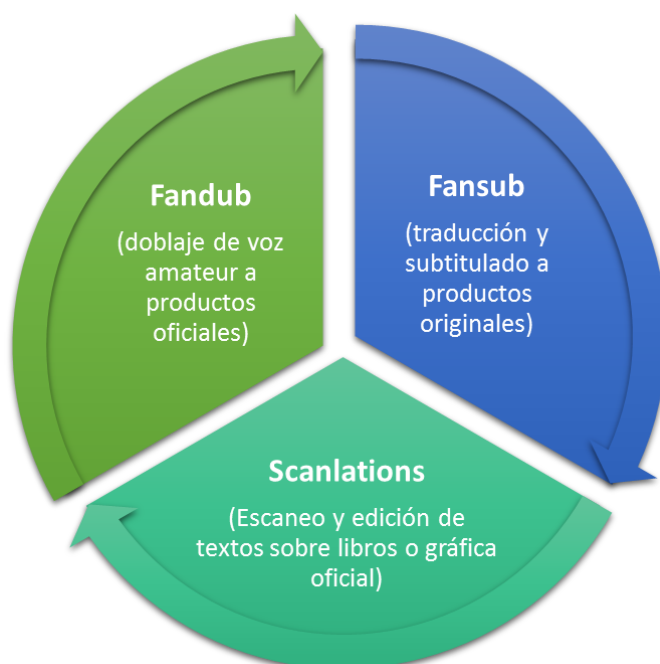 Fandub
(doblaje de voz
amateur a
productos
oficiales)
Fansub
(traducción y
subtitulado a
productos
originales)
Scanlations
(Escaneo y edición de
textos sobre libros o gráfica
oficial)